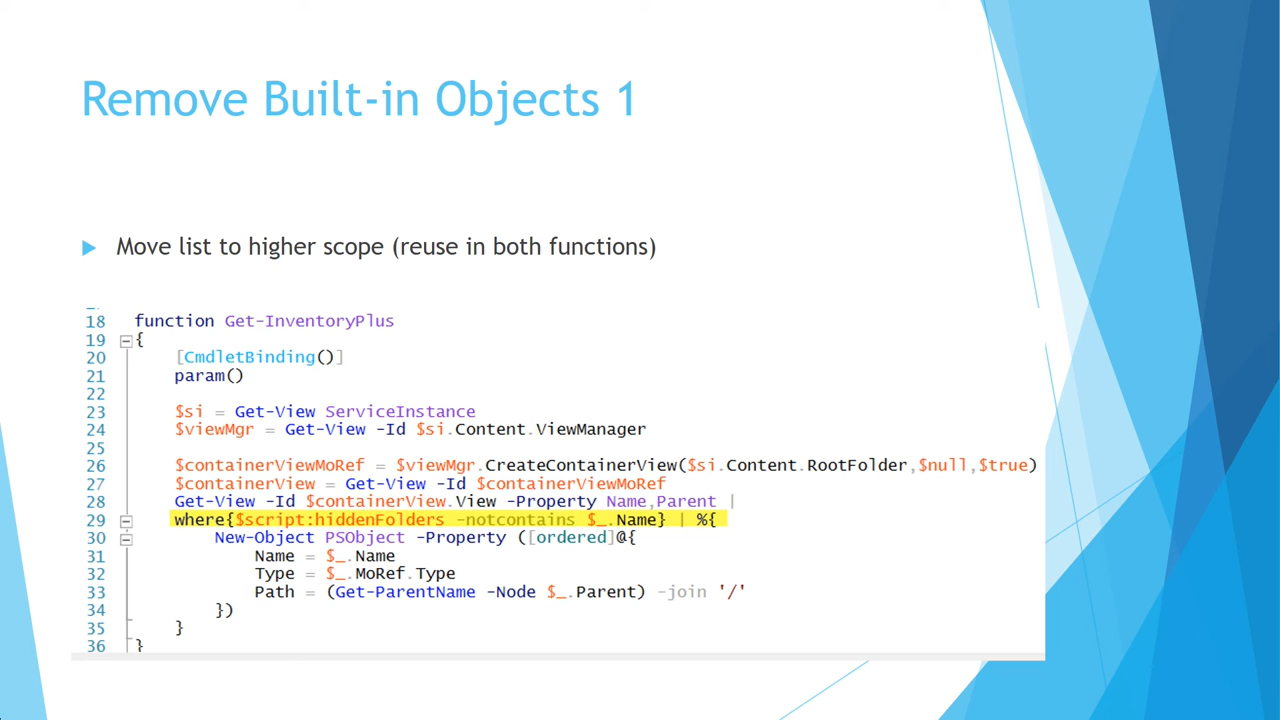 Remove Built-in Objects 1
Move list to higher scope (reuse in both functions)
18 function Get-InventoryPlus
19 {
20 [CmdletBinding()]
21 param()
22
23 $si = Get-View ServiceInstance
24 $viewMgr = Get-View -Id $si.Content.ViewManager
25
26 $containerViewMoRef = $viewMgr.CreateContainerView($si.Content.RootFolder,$null,$true)
27 $containerView = Get-View -Id $containerViewMoRef
28 Get-View -Id $containerView.View -Property Name,Parent |
29 where{$script:hiddenFolders -notcontains $_.Name} | %{
30 New-Object PSObject -Property ([ordered]@{
31 Name = $_.Name
32 Type = $_.MoRef.Type
33 Path = (Get-ParentName -Node $_.Parent) -join '/'
34 })
35 }
36 }